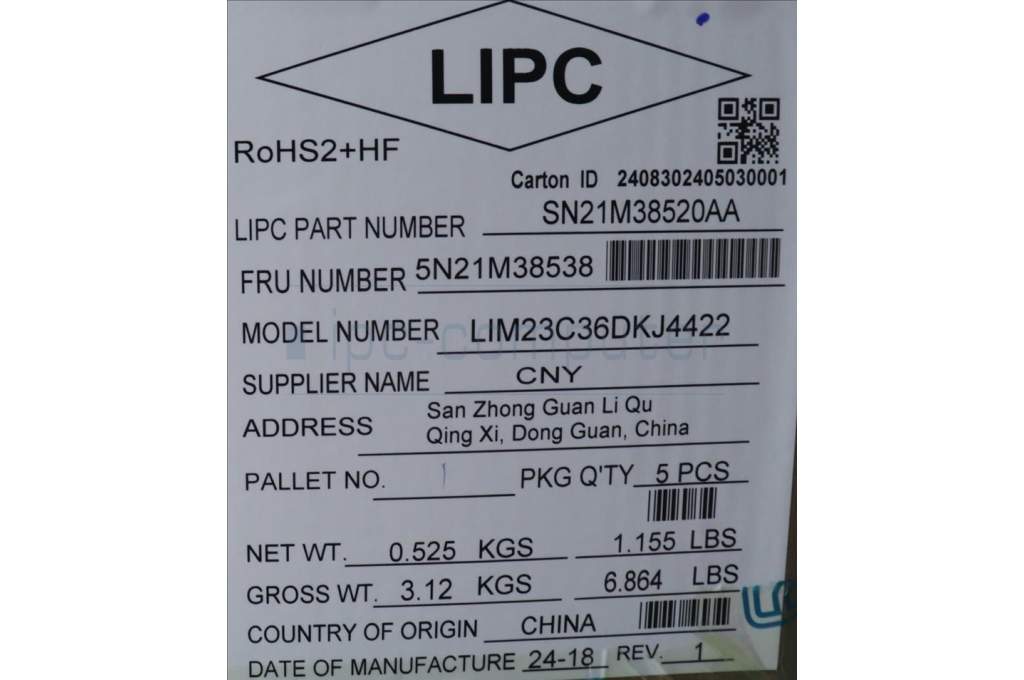 LIPC
RoHS2+HF
Carton ID 2408302405030001
LIPC PART NUMBER SN21M38520AA
FRU NUMBER 5N21M38538
MODEL NUMBER LIM23C36DKJ4422
ipc-computer
SUPPLIER NAME CNY
ADDRESS San Zhong Guan Li Qu
Qing Xi, Dong Guan, China
PALLET NO. 1 PKG Q'TY 5 PCS
NET WT. 0.525 KGS 1.155 LBS
GROSS WT. 3.12 KGS 6.864 LBS
COUNTRY OF ORIGIN CHINA
DATE OF MANUFACTURE 24-18 REV. 1